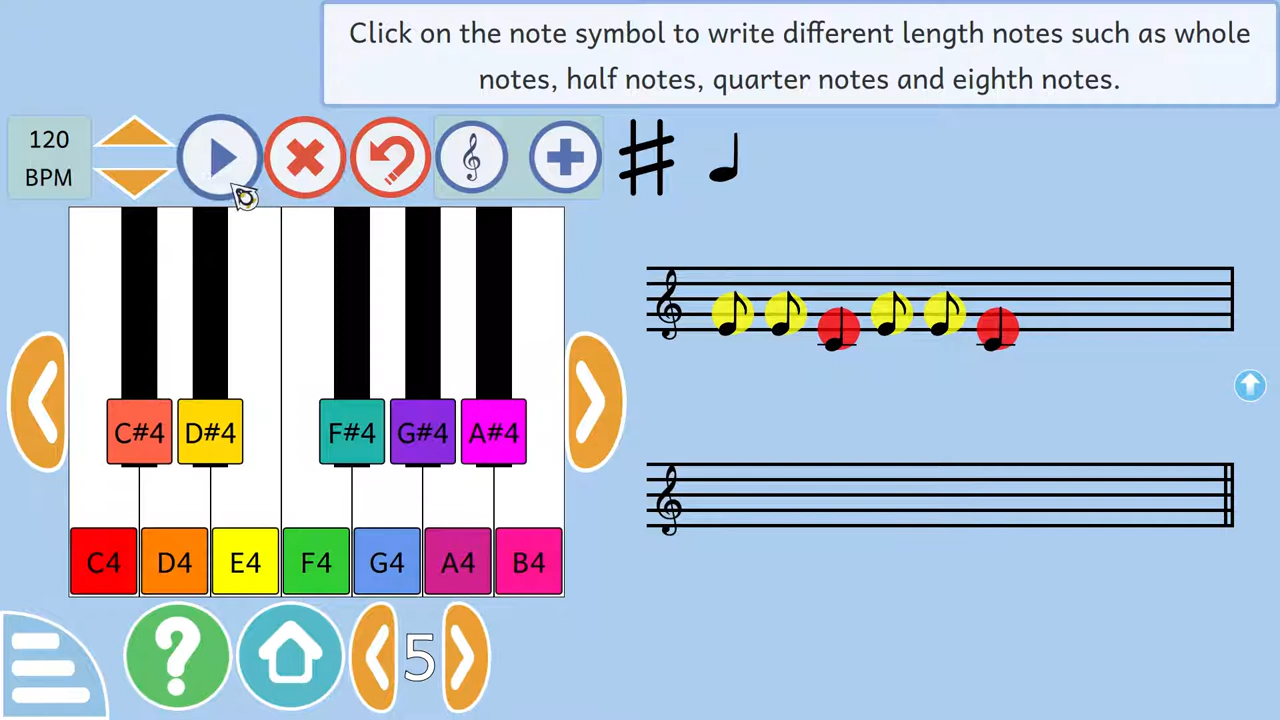 Click on the note symbol to write different length notes such as whole
notes, half notes, quarter notes and eighth notes.
120
BPM
C#4 D#4 F#4 G#4 A#4
C4 D4 E4 F4 G4 A4 B4
? 5